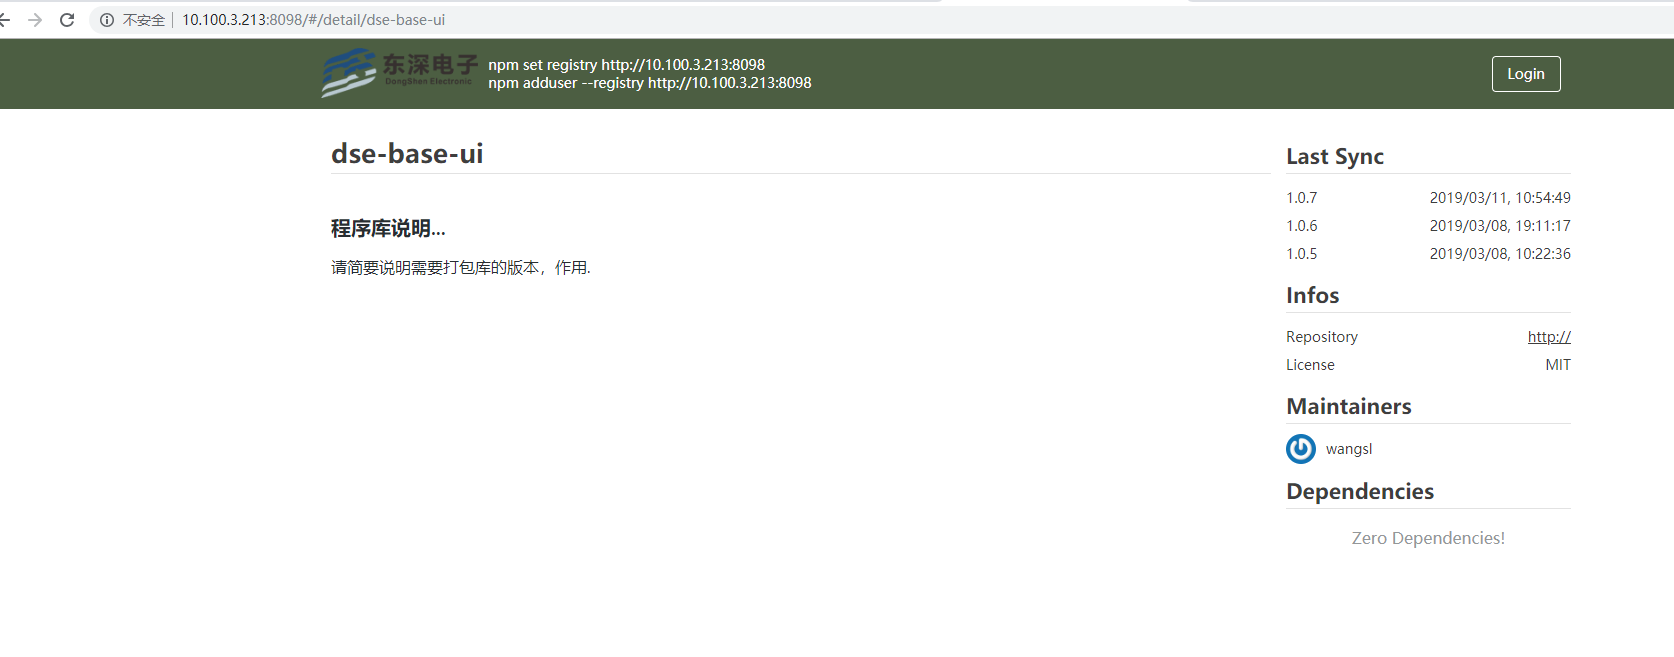 不安全 10.100.3.213:8098/#/detail/dse-base-ui
东深电子
DongShen Electronic
npm set registry http://10.100.3.213:8098
npm adduser --registry http://10.100.3.213:8098
Login
dse-base-ui
程序库说明...
请简要说明需要打包库的版本，作用.
Last Sync
1.0.7 2019/03/11, 10:54:49
1.0.6 2019/03/08, 19:11:17
1.0.5 2019/03/08, 10:22:36
Infos
Repository http://
License MIT
Maintainers
wangsl
Dependencies
Zero Dependencies!